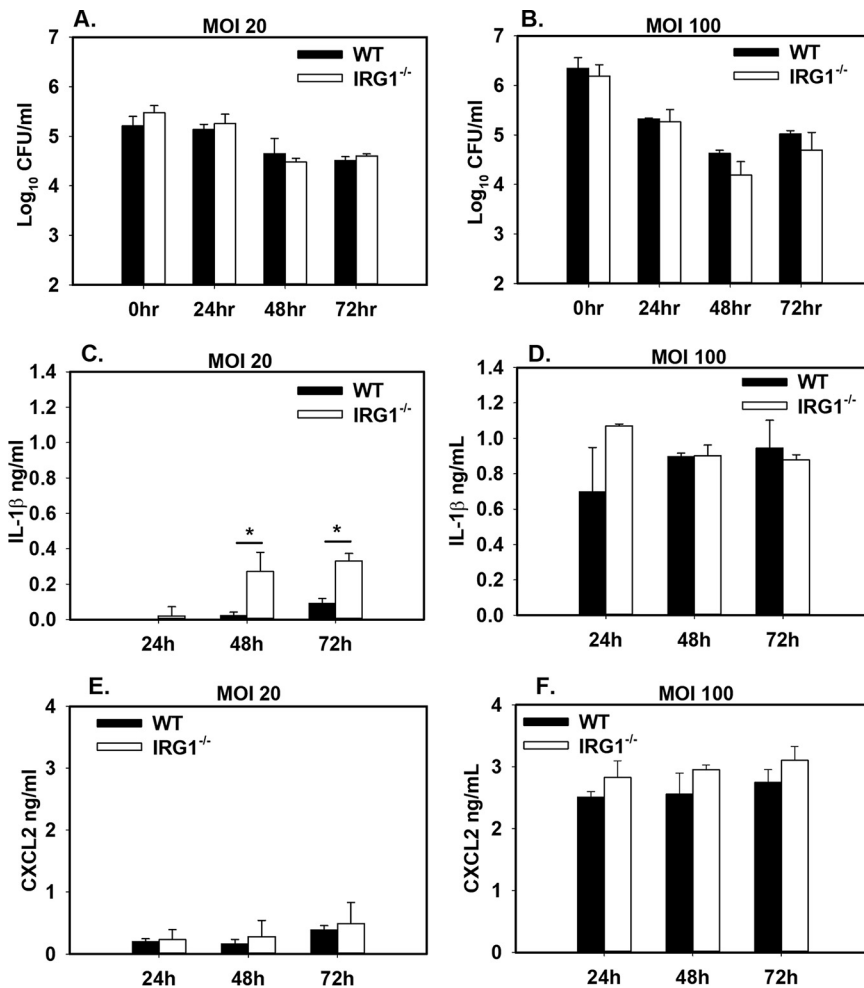 A.
MOI 20
WT
IRG1-/-
Log10 CFU/ml
7
6
5
4
3
2
0hr 24hr 48hr 72hr
B.
MOI 100
WT
IRG1-/-
Log10 CFU/ml
7
6
5
4
3
2
0hr 24hr 48hr 72hr
C.
MOI 20
WT
IRG1-/-
IL-1β ng/ml
1.4
1.2
1.0
0.8
0.6
0.4
0.2
0.0
* *
24h 48h 72h
D.
MOI 100
WT
IRG1-/-
IL-1β ng/mL
1.4
1.2
1.0
0.8
0.6
0.4
0.2
0.0
24h 48h 72h
E.
MOI 20
WT
IRG1-/-
CXCL2 ng/ml
4
3
2
1
0
24h 48h 72h
F.
MOI 100
WT
IRG1-/-
CXCL2 ng/mL
4
3
2
1
0
24h 48h 72h